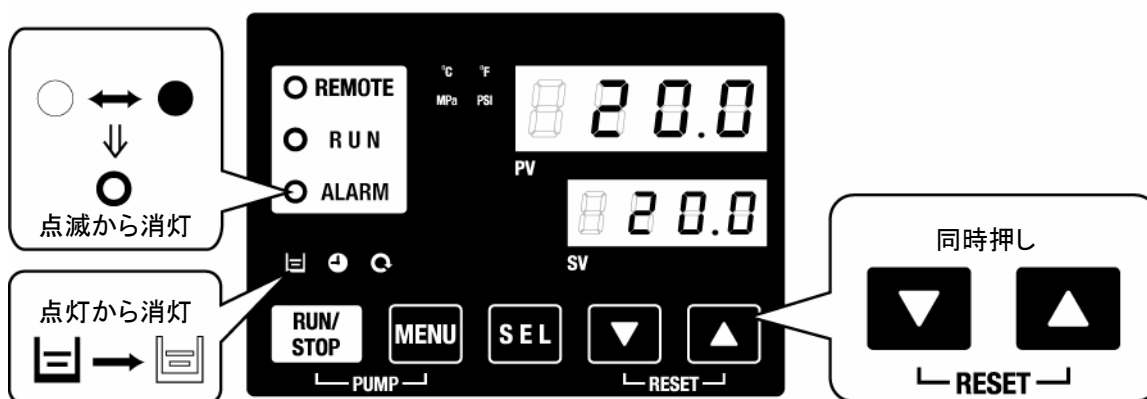 点滅から消灯
点灯から消灯
REMOTE
RUN
ALARM
°C °F
MPa PSI
20.0
PV
20.0
SV
RUN/
STOP
MENU
SEL
PUMP
RESET
同時押し
RESET